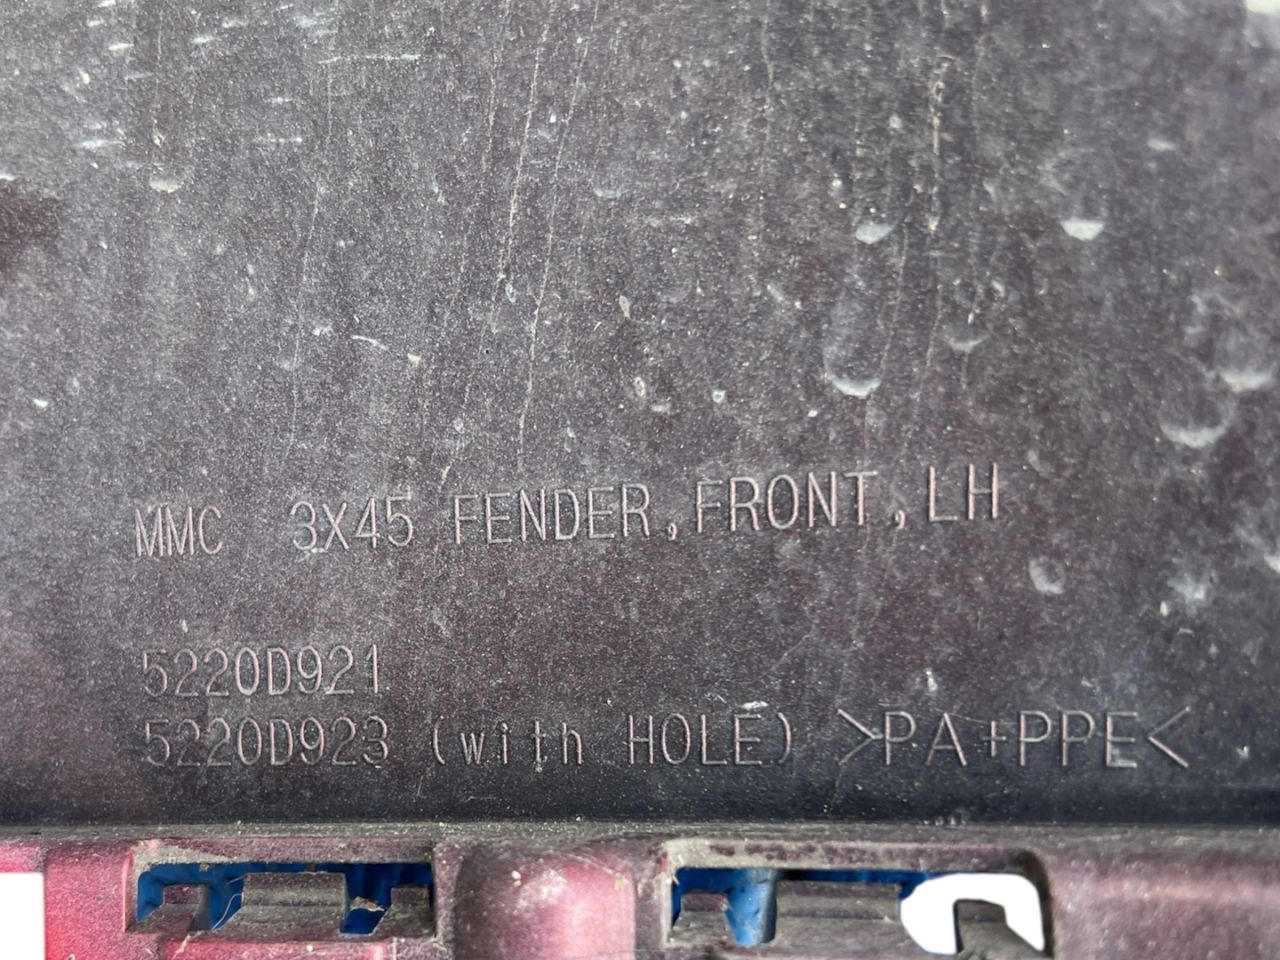 MMC 3X45 FENDER,FRONT,LH
5220D921
5220D923 (with HOLE) >PA+PPE<